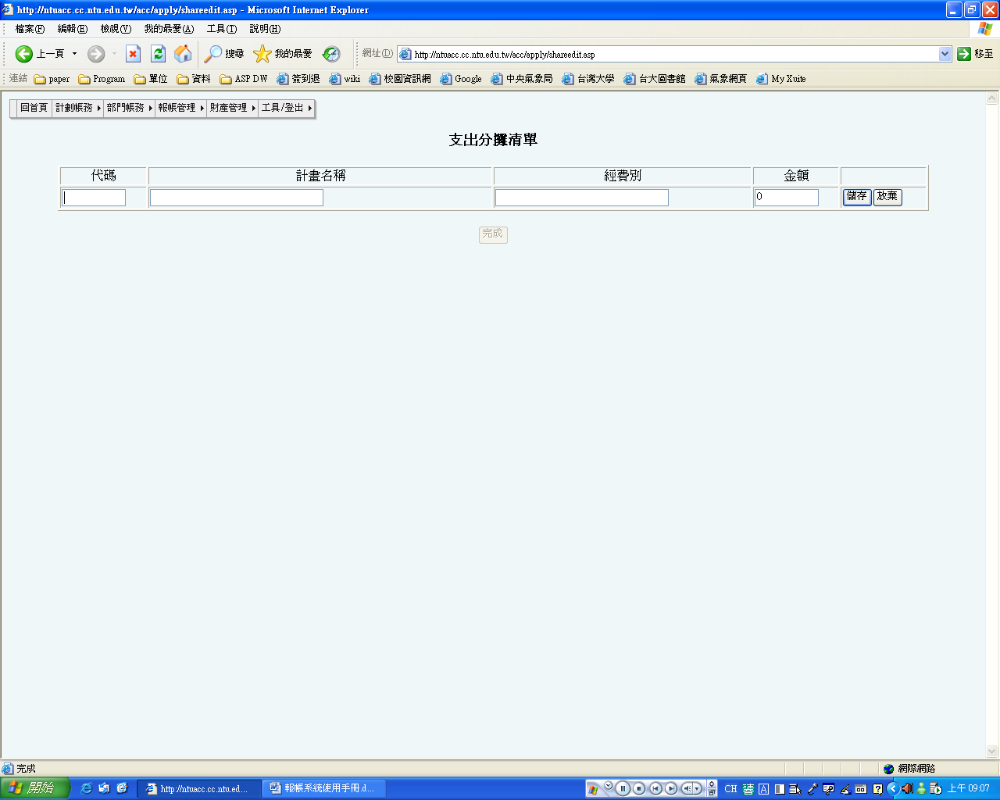 http://ntuacc.cc.ntu.edu.tw/acc/apply/shareedit.asp - Microsoft Internet Explorer
檔案(F) 編輯(E) 檢視(V) 我的最愛(A) 工具(T) 說明(H)
上一頁 搜尋 我的最愛 網址(D) http://ntuacc.cc.ntu.edu.tw/acc/apply/shareedit.asp 移至
連結 paper Program 單位 資料 ASP DW 簽到退 wiki 校園資訊網 Google 中央氣象局 台灣大學 台大圖書館 氣象網頁 My Xuite
回首頁 計劃帳務 部門帳務 報帳管理 財產管理 工具/登出
支出分攤清單
代碼 計畫名稱 經費別 金額
0 儲存 放棄
完成
完成 網際網路
開始 http://ntuacc.cc.ntu.ed... 報帳系統使用手冊.d... CH 上午 09:07